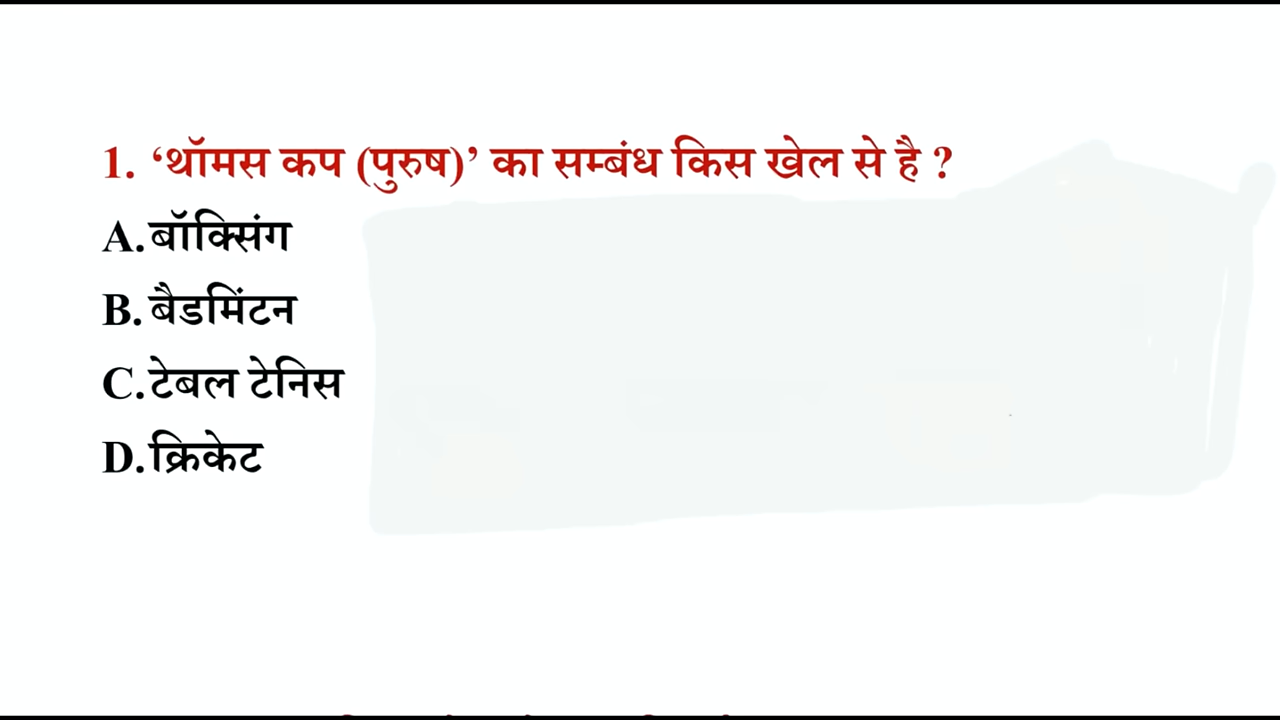 1. ‘थॉमस कप (पुरुष)’ का सम्बंध किस खेल से है ?
A.बॉक्सिंग
B.बैडमिंटन
C.टेबल टेनिस
D.क्रिकेट